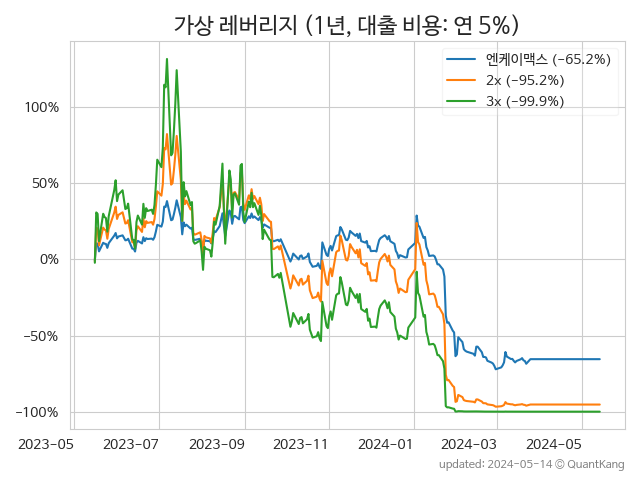 가상 레버리지 (1년, 대출 비용: 연 5%)
엔케이맥스 (−65.2%)
2x (−95.2%)
3x (−99.9%)
100%
50%
0%
−50%
−100%
2023-05 2023-07 2023-09 2023-11 2024-01 2024-03 2024-05
updated: 2024-05-14 © QuantKang